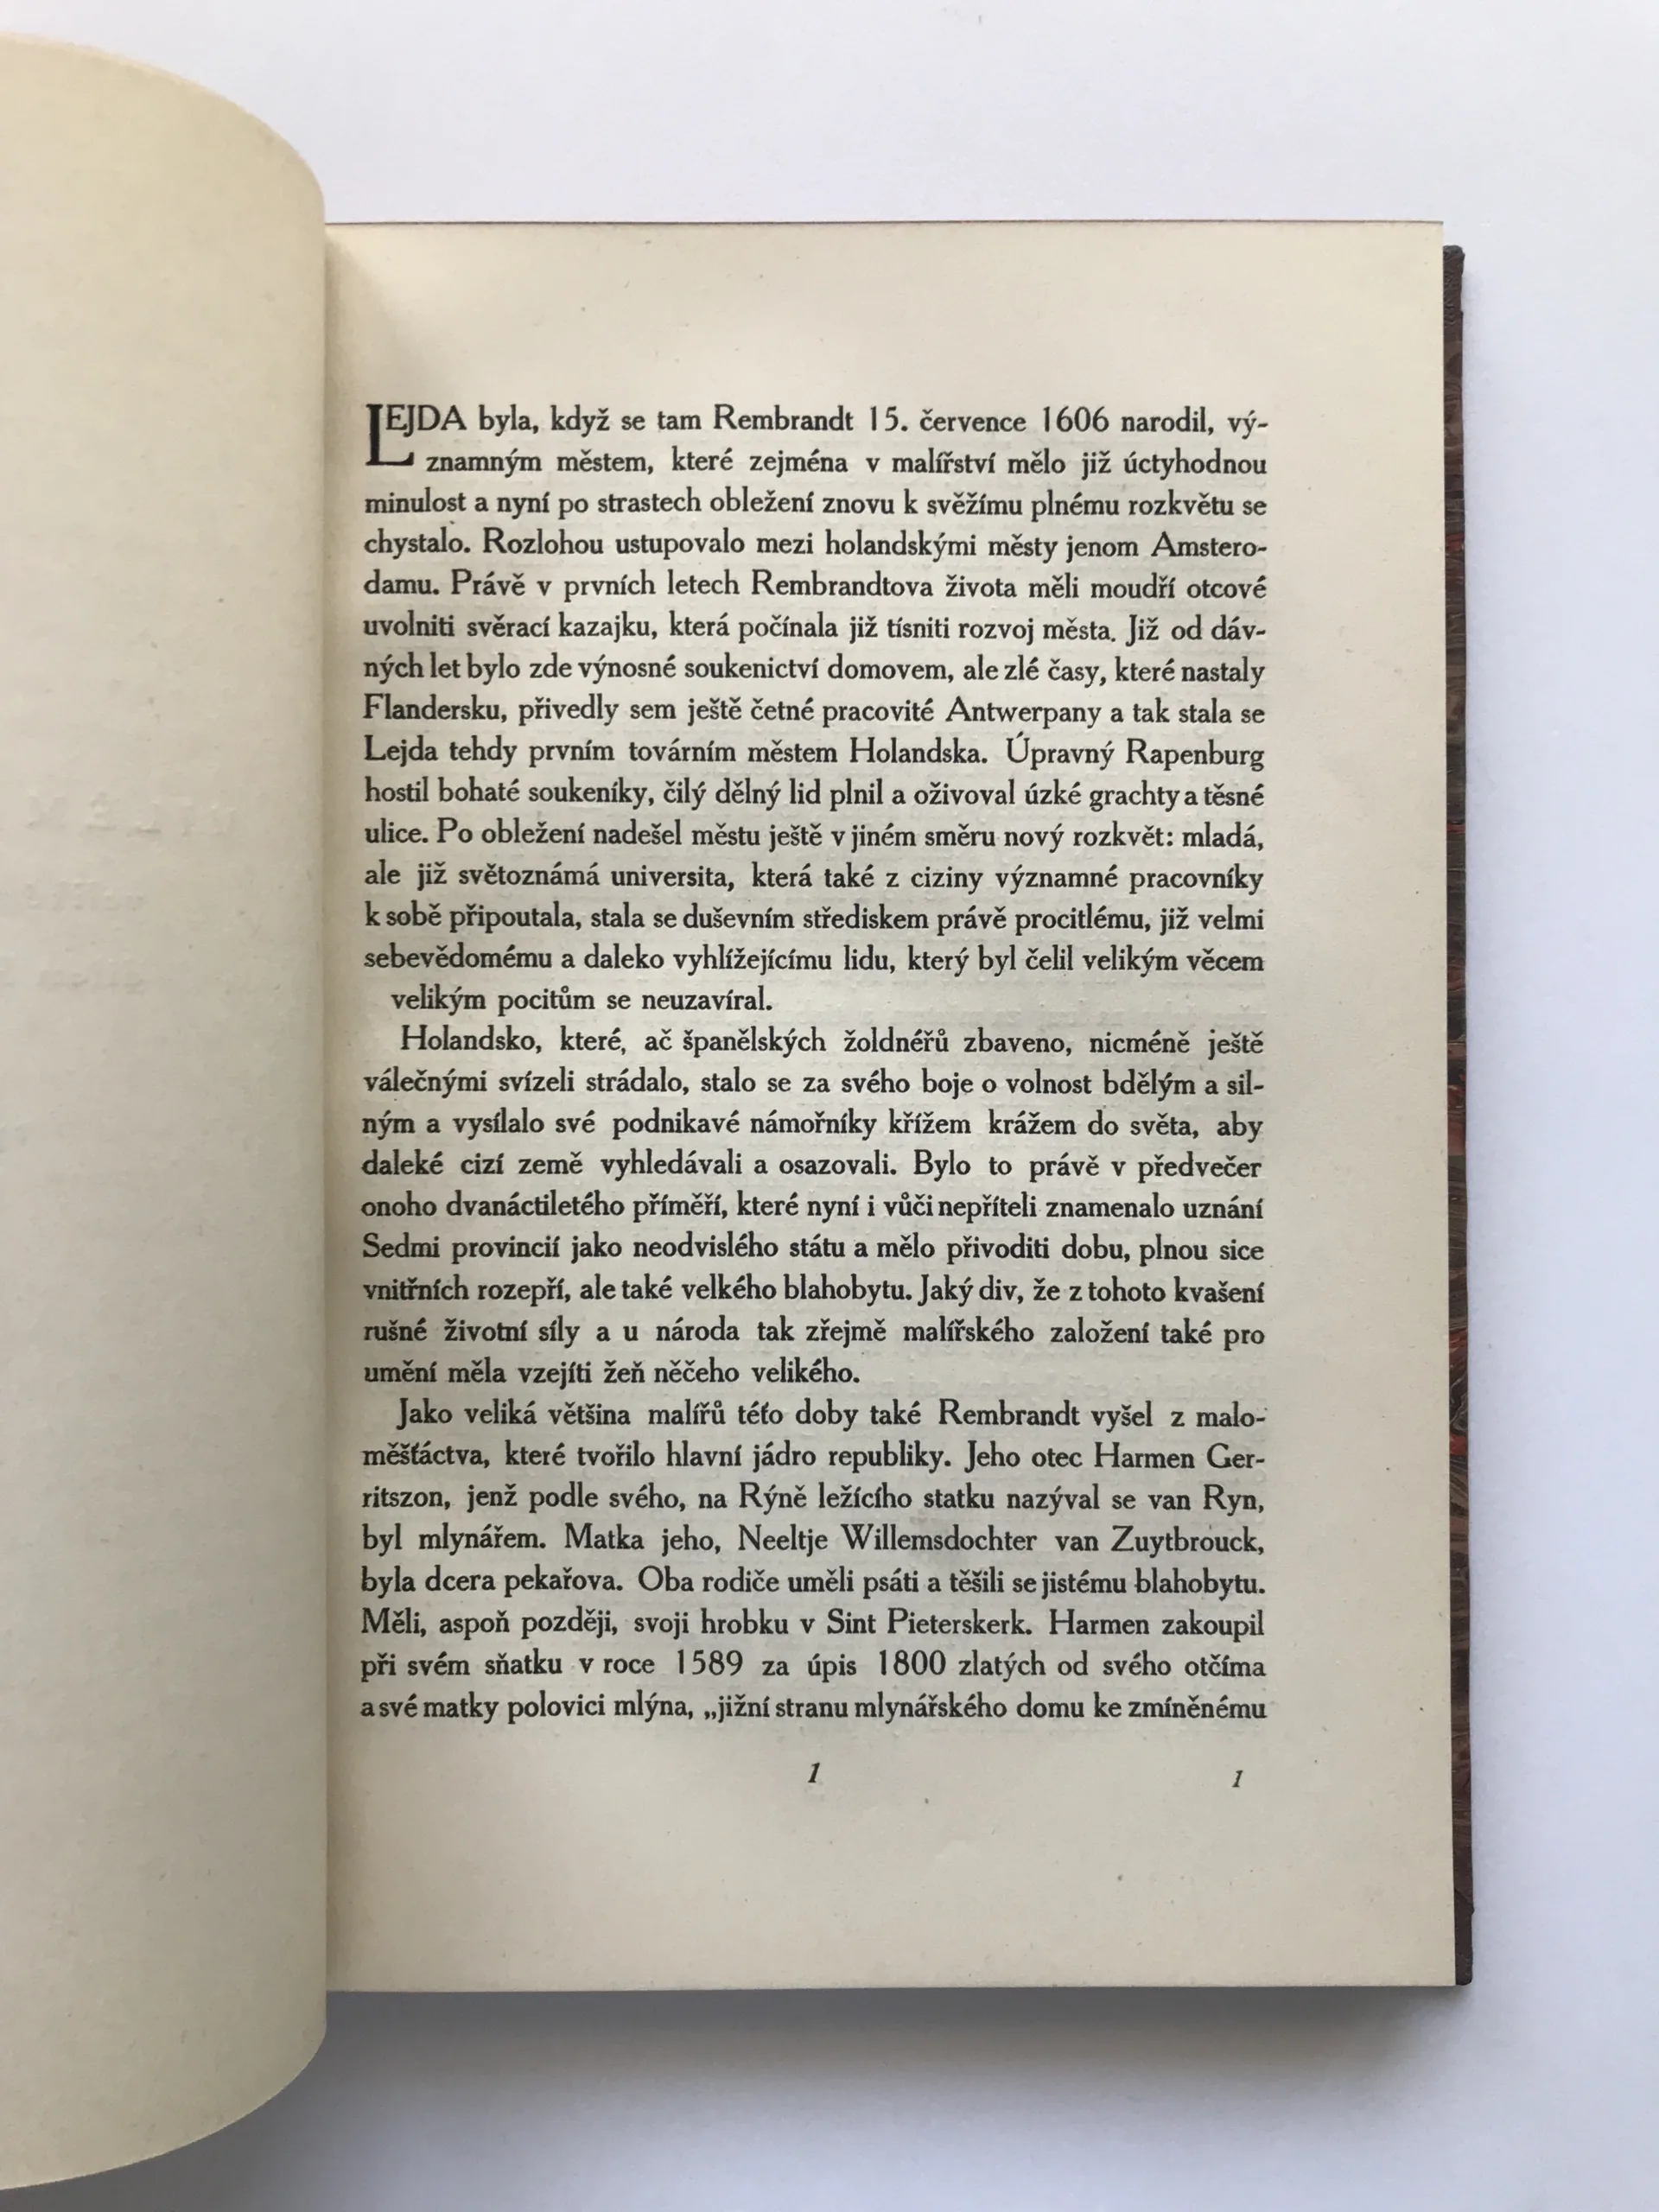 LEJDA byla, když se tam Rembrandt 15. července 1606 narodil, vý-
znamným městem, které zejména v malířství mělo již úctyhodnou
minulost a nyní po strastech obležení znovu k svěžímu plnému rozkvětu se
chystalo. Rozlohou ustupovalo mezi holandskými městy jenom Amstero-
damu. Právě v prvních letech Rembrandtova života měli moudří otcové
uvolniti svěrací kazajku, která počínala již tísniti rozvoj města. Již od dáv-
ných let bylo zde výnosné soukenictví domovem, ale zlé časy, které nastaly
Flandersku, přivedly sem ještě četné pracovité Antwerpany a tak stala se
Lejda tehdy prvním továrním městem Holandska. Úpravný Rapenburg
hostil bohaté soukeníky, čilý dělný lid plnil a oživoval úzké grachty a těsné
ulice. Po obležení nadešel městu ještě v jiném směru nový rozkvět: mladá,
ale již světoznámá universita, která také z ciziny významné pracovníky
k sobě připoutala, stala se duševním střediskem právě procitlému, již velmi
sebevědomému a daleko vyhlížejícímu lidu, který byl čelil velikým věcem
velikým pocitům se neuzavíral.
Holandsko, které, ač španělských žoldnéřů zbaveno, nicméně ještě
válečnými svízeli strádalo, stalo se za svého boje o volnost bdělým a sil-
ným a vysílalo své podnikavé námořníky křížem krážem do světa, aby
daleké cizí země vyhledávali a osazovali. Bylo to právě v předvečer
onoho dvanáctiletého příměří, které nyní i vůči nepříteli znamenalo uznání
Sedmi provincií jako neodvislého státu a mělo přivoditi dobu, plnou sice
vnitřních rozepří, ale také velkého blahobytu. Jaký div, že z tohoto kvašení
rušné životní síly a u národa tak zřejmě malířského založení také pro
umění měla vzejíti žeň něčeho velikého.
Jako veliká většina malířů této doby také Rembrandt vyšel z malo-
měšťáctva, které tvořilo hlavní jádro republiky. Jeho otec Harmen Ger-
ritszon, jenž podle svého, na Rýně ležícího statku nazýval se van Ryn,
byl mlynářem. Matka jeho, Neeltje Willemsdochter van Zuytbrouck,
byla dcera pekařova. Oba rodiče uměli psáti a těšili se jistému blahobytu.
Měli, aspoň později, svoji hrobku v Sint Pieterskerk. Harmen zakoupil
při svém sňatku v roce 1589 za úpis 1800 zlatých od svého otčíma
a své matky polovici mlýna, „jižní stranu mlynářského domu ke zmíněnému
1
1